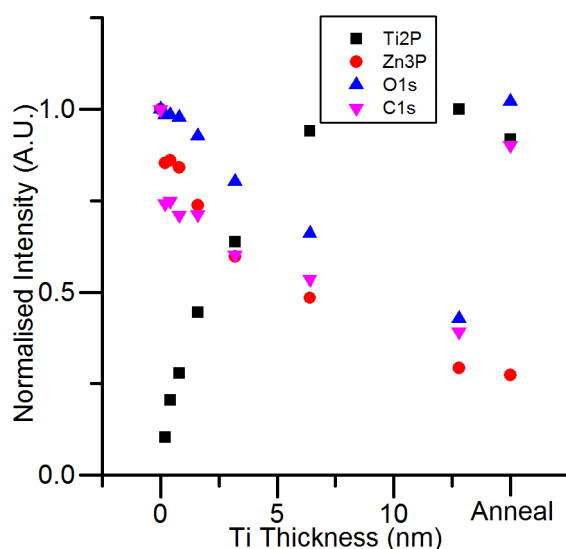 Ti2P
Zn3P
O1s
C1s
Normalised Intensity (A.U.)
1.0
0.5
0.0
0
5
10
Anneal
Ti Thickness (nm)